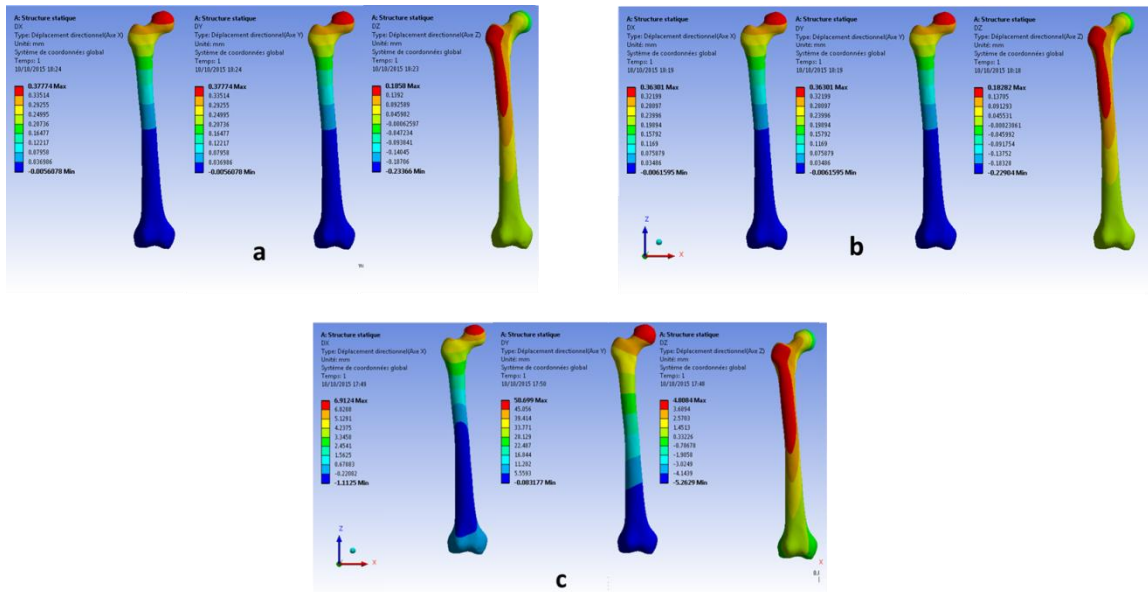 A: Structure statique
DX
Type: Déplacement directionnel(Axe X)
Unité: mm
Système de coordonnées global
Temps: 1
18/10/2015 18:24
0.37774 Max
0.33514
0.29255
0.24995
0.20736
0.16477
0.12217
0.07958
0.036986
-0.0056070 Min
A: Structure statique
DY
Type: Déplacement directionnel(Axe Y)
Unité: mm
Système de coordonnées global
Temps: 1
18/10/2015 18:24
0.37774 Max
0.33514
0.29255
0.24995
0.20736
0.16477
0.12217
0.07958
0.036986
-0.0056070 Min
A: Structure statique
DZ
Type: Déplacement directionnel(Axe Z)
Unité: mm
Système de coordonnées global
Temps: 1
18/10/2015 18:23
0.1858 Max
0.1392
0.092589
0.045982
-0.047234
-0.093841
-0.14045
-0.18706
-0.23366 Min
a
A: Structure statique
DX
Type: Déplacement directionnel(Axe X)
Unité: mm
Système de coordonnées global
Temps: 1
18/10/2015 18:19
0.36301 Max
0.32199
0.28097
0.23996
0.19894
0.15792
0.1169
0.075879
0.03486
-0.0061595 Min
A: Structure statique
DY
Type: Déplacement directionnel(Axe Y)
Unité: mm
Système de coordonnées global
Temps: 1
18/10/2015 18:19
0.36301 Max
0.32199
0.28097
0.23996
0.19894
0.15792
0.1169
0.075879
0.03486
-0.0061595 Min
A: Structure statique
DZ
Type: Déplacement directionnel(Axe Z)
Unité: mm
Système de coordonnées global
Temps: 1
18/10/2015 18:18
0.18282 Max
0.13705
0.091293
0.045531
-0.00023061
-0.045992
-0.091754
-0.13752
-0.18328
-0.22904 Min
Z
X
b
A: Structure statique
DX
Type: Déplacement directionnel(Axe X)
Unité: mm
Système de coordonnées global
Temps: 1
18/10/2015 17:49
6.9124 Max
6.0208
5.1291
4.2375
3.3458
2.4541
1.5625
0.67083
-0.22082
-1.1125 Min
A: Structure statique
DY
Type: Déplacement directionnel(Axe Y)
Unité: mm
Système de coordonnées global
Temps: 1
18/10/2015 17:50
50.699 Max
45.056
39.414
33.771
28.129
22.487
16.844
11.202
5.5593
-0.083177 Min
A: Structure statique
DZ
Type: Déplacement directionnel(Axe Z)
Unité: mm
Système de coordonnées global
Temps: 1
18/10/2015 17:48
4.8084 Max
3.6894
2.5703
1.4513
0.33226
-0.78678
-1.9058
-3.0249
-4.1439
-5.2629 Min
Z
X
X
c